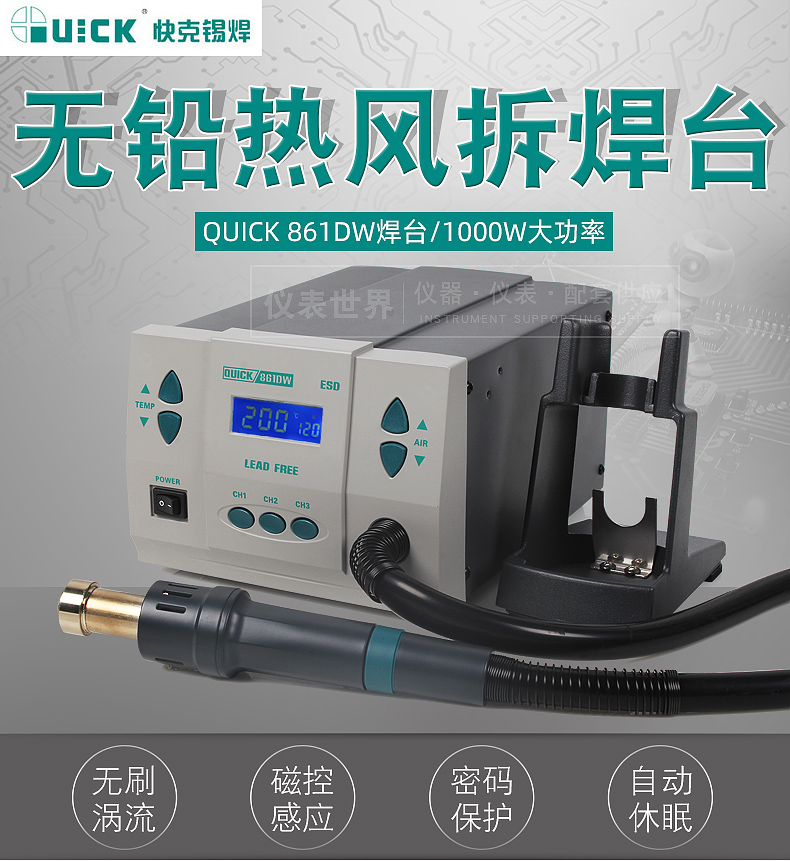 QUICK® 快克锡焊
无铅热风拆焊台
QUICK 861DW焊台/1000W大功率
仪表世界
仪器·仪表·配套供应
INSTRUMENT SUPPORTING SUPPLY
QUICK/861DW
ESD
TEMP
200 °C 120
AIR
LEAD FREE
POWER
CH1 CH2 CH3
无刷
涡流
磁控
感应
密码
保护
自动
休眠